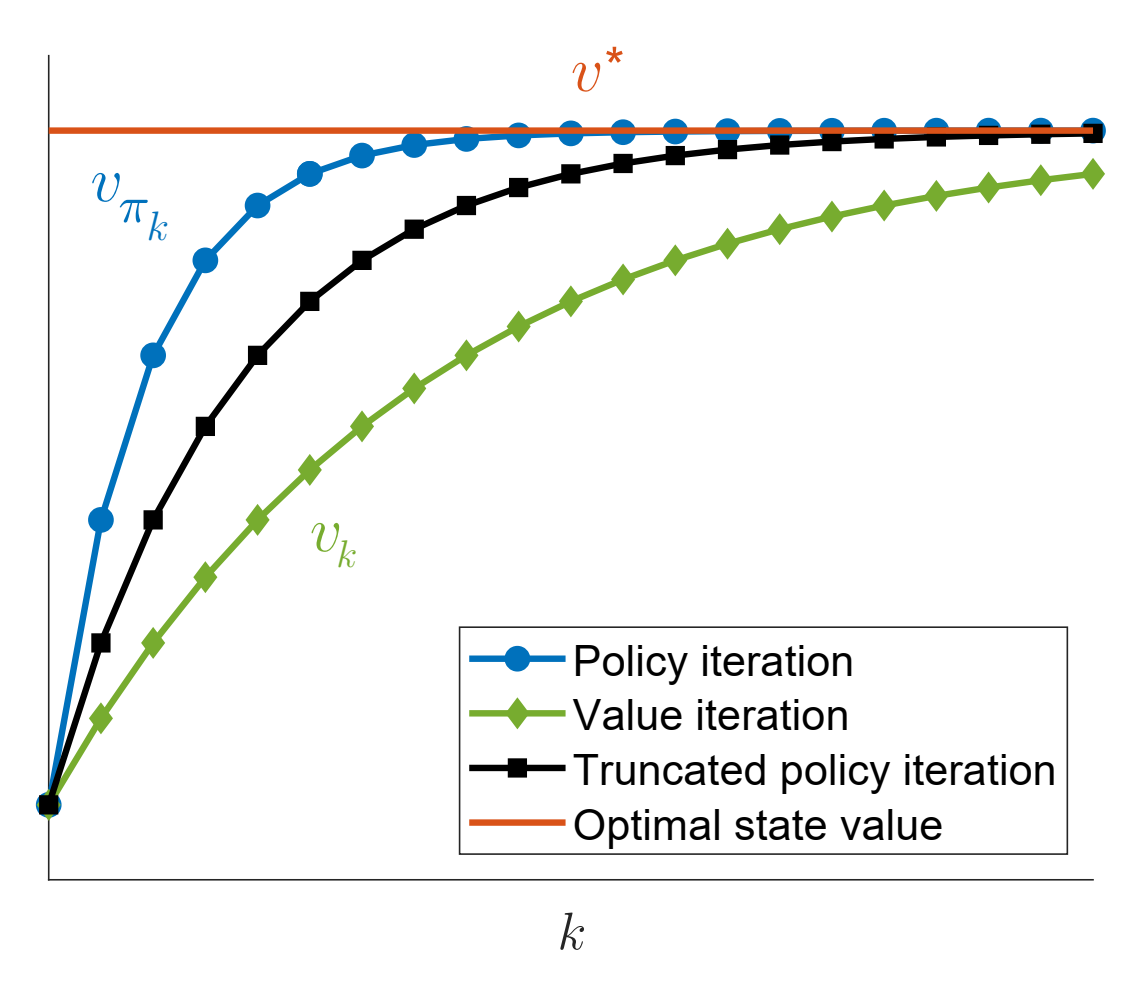 v*
v_{π_k}
v_k
Policy iteration
Value iteration
Truncated policy iteration
Optimal state value
k